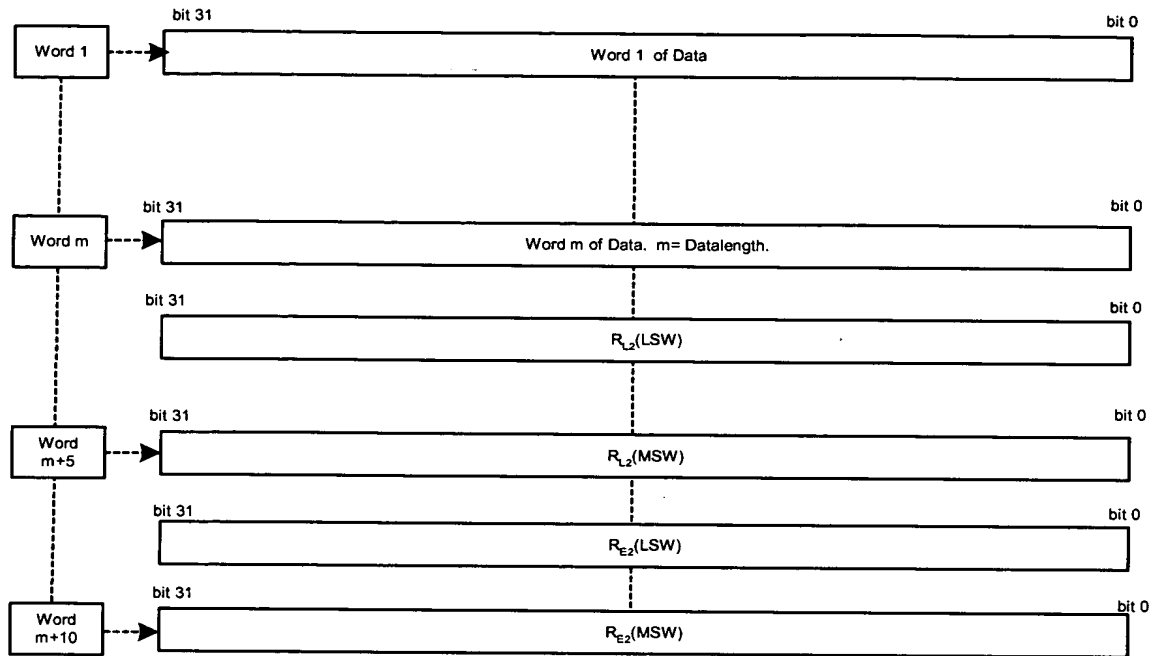 bit 31
bit 0
Word 1
Word 1 of Data
bit 31
bit 0
Word m
Word m of Data. m= Datalength.
bit 31
bit 0
R_L2(LSW)
bit 31
bit 0
Word
m+5
R_L2(MSW)
bit 31
bit 0
R_E2(LSW)
bit 31
bit 0
Word
m+10
R_E2(MSW)